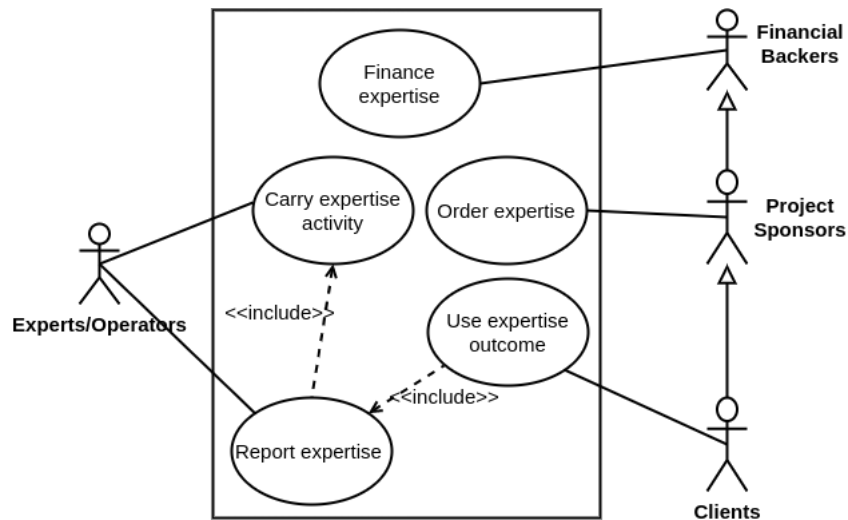 Financial
Backers
Finance
expertise
Carry expertise
activity
Order expertise
Project
Sponsors
Experts/Operators
<<include>>
Use expertise
outcome
<<include>>
Report expertise
Clients